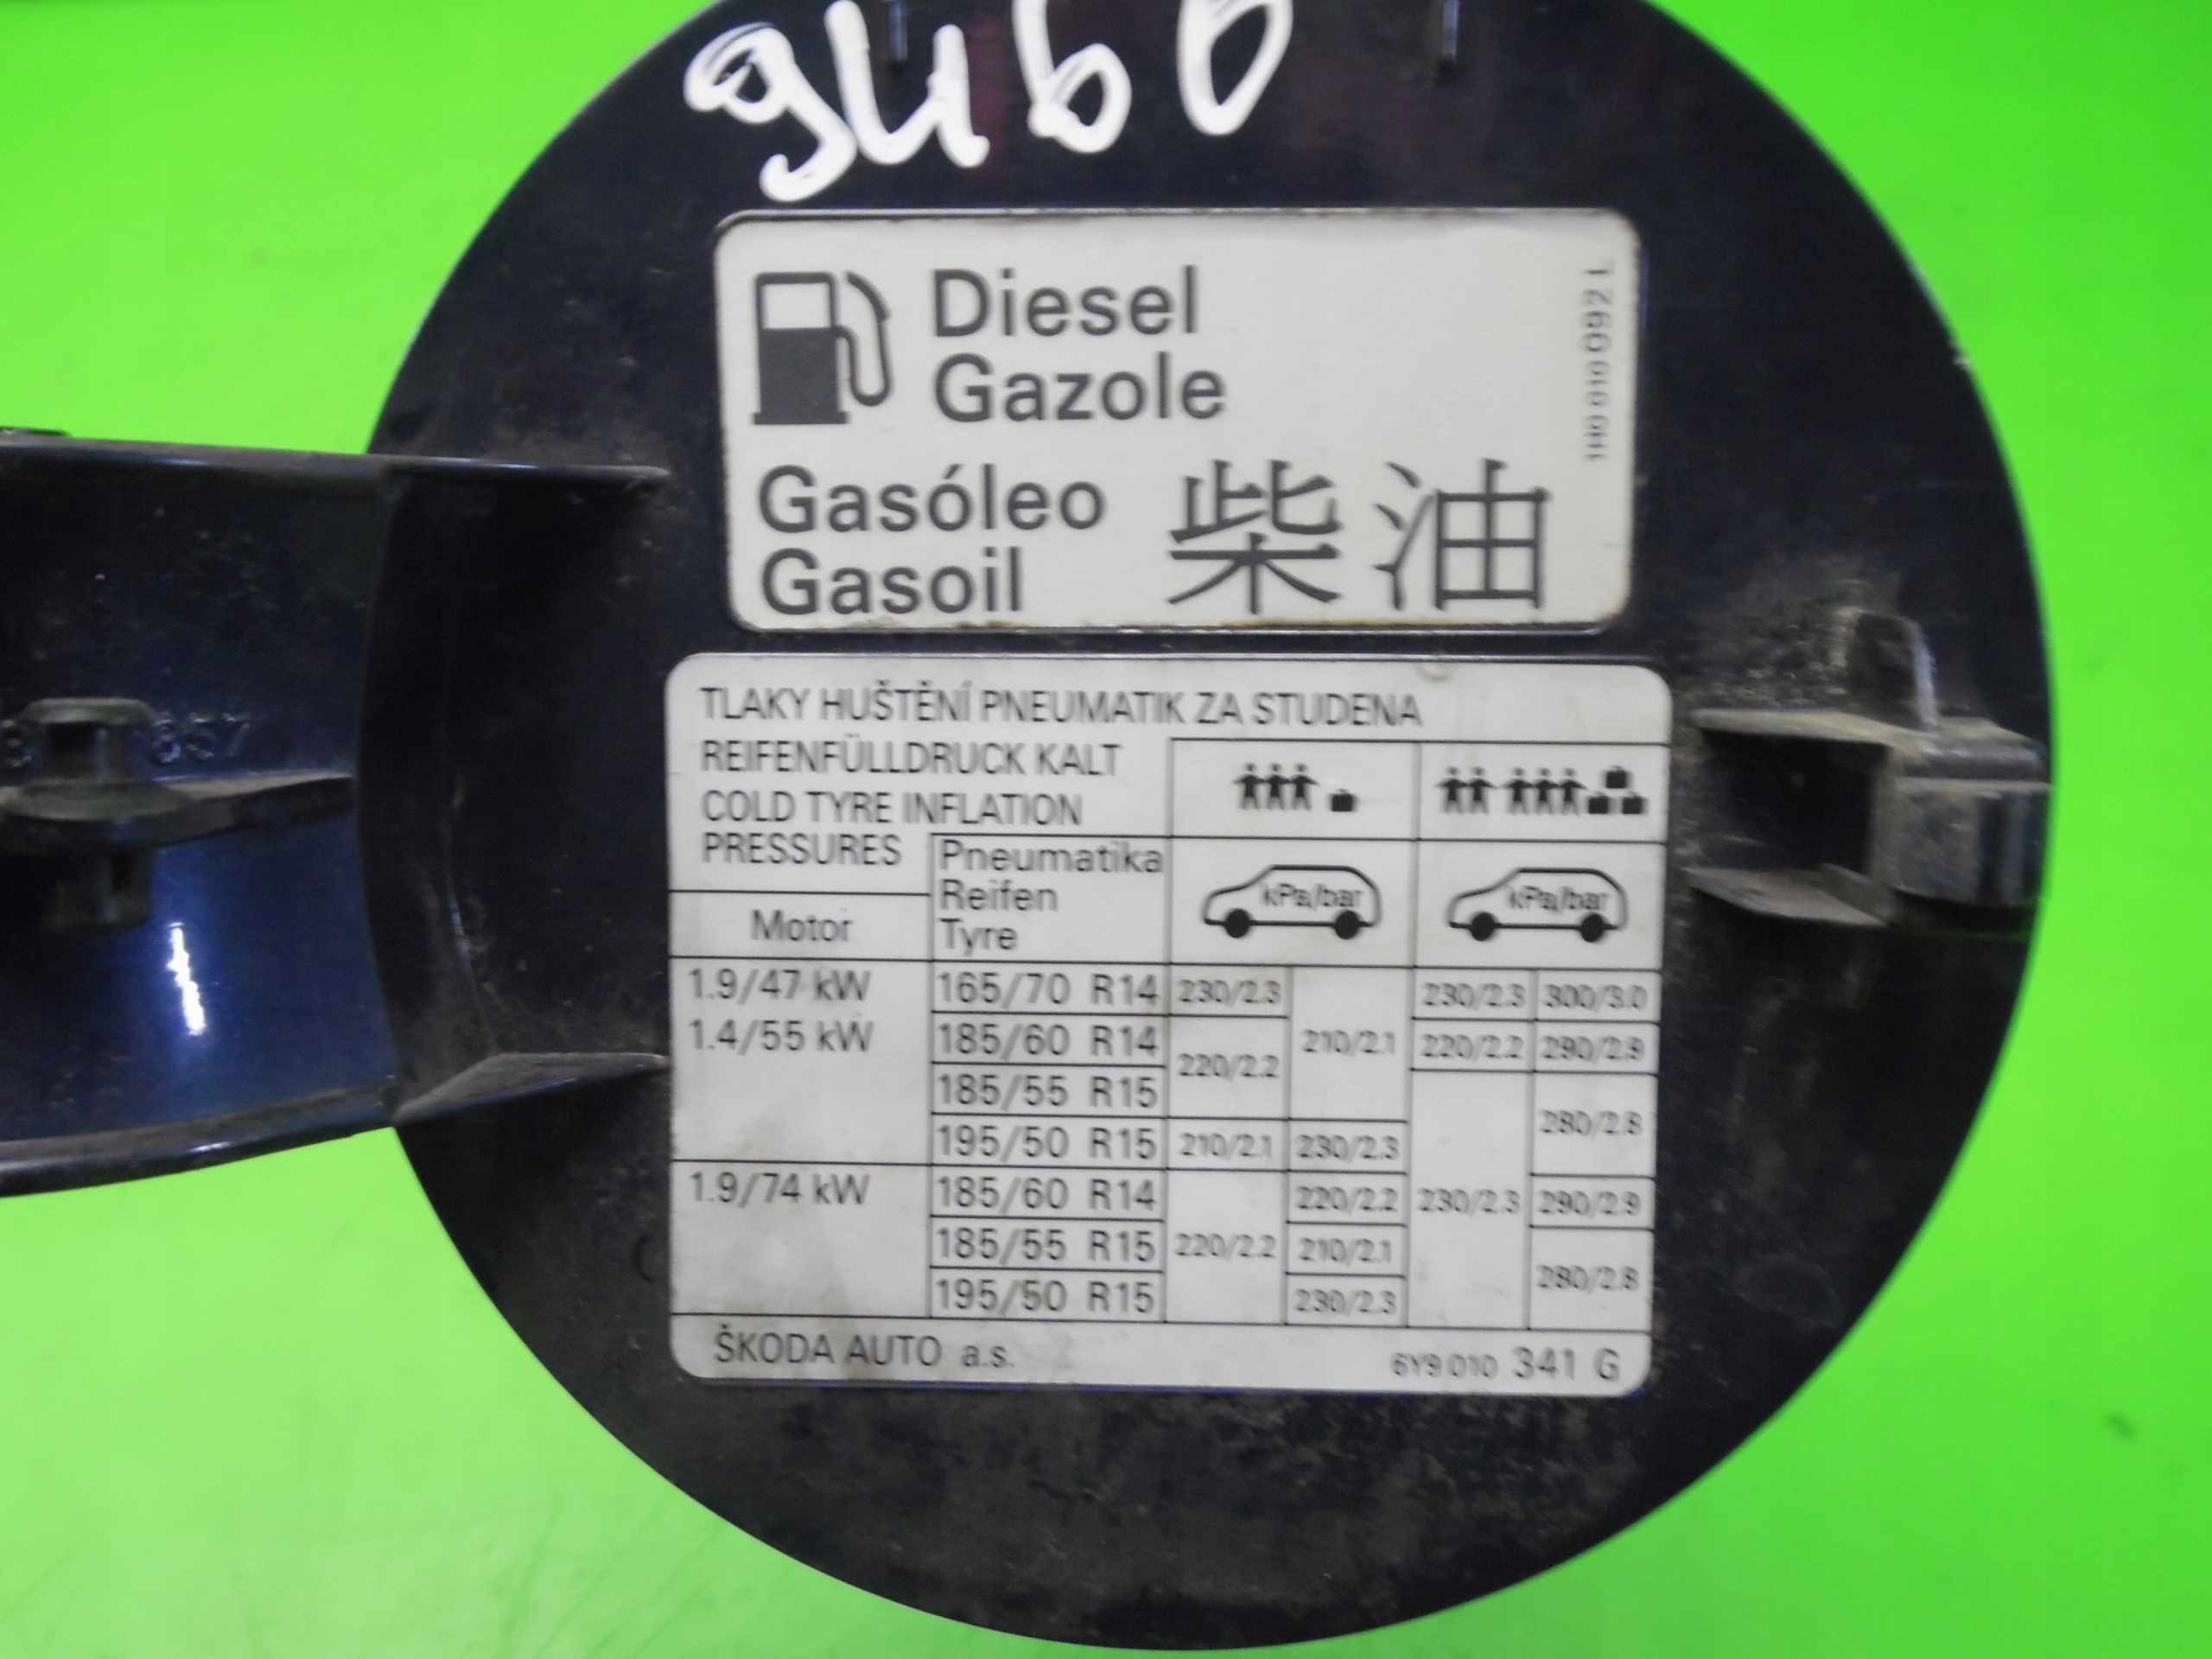 9460
Diesel
Gazole
Gasóleo
Gasoil
柴油
1H0 010 092 L
TLAKY HUŠTĚNÍ PNEUMATIK ZA STUDENA
REIFENFÜLLDRUCK KALT
COLD TYRE INFLATION
PRESSURES
Motor
Pneumatika
Reifen
Tyre
kPa/bar kPa/bar
1.9/47 kW 165/70 R14 230/2.3 230/2.3 300/3.0
1.4/55 kW 185/60 R14 220/2.2 210/2.1 220/2.2 290/2.9
185/55 R15 280/2.8
195/50 R15 210/2.1 230/2.3
1.9/74 kW 185/60 R14 220/2.2 230/2.3 290/2.9
185/55 R15 220/2.2 210/2.1 280/2.8
195/50 R15 230/2.3
ŠKODA AUTO a.s. 6Y9 010 341 G